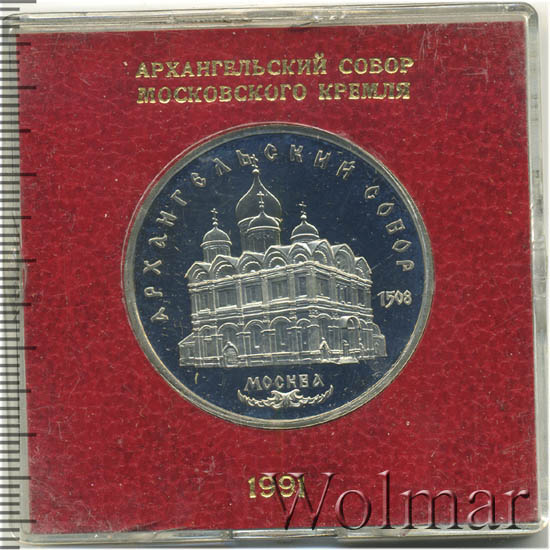 АРХАНГЕЛЬСКИЙ СОБОР
МОСКОВСКОГО КРЕМЛЯ
АРХАНГЕЛЬСКИЙ СОБОР
1508
МОСКВА
1991
Wolmar